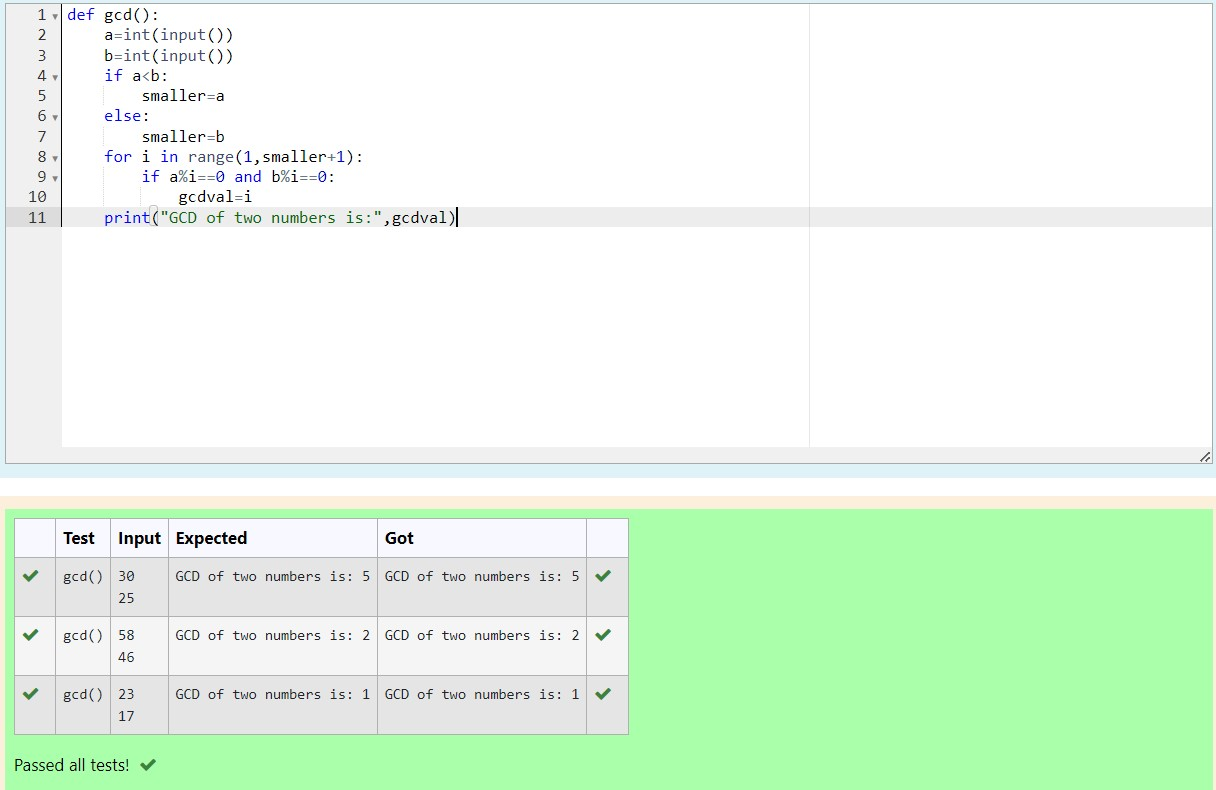 1 def gcd():
2     a=int(input())
3     b=int(input())
4     if a<b:
5         smaller=a
6     else:
7         smaller=b
8     for i in range(1,smaller+1):
9         if a%i==0 and b%i==0:
10             gcdval=i
11     print("GCD of two numbers is:",gcdval)
Test Input Expected Got
gcd() 30 GCD of two numbers is: 5 GCD of two numbers is: 5
25
gcd() 58 GCD of two numbers is: 2 GCD of two numbers is: 2
46
gcd() 23 GCD of two numbers is: 1 GCD of two numbers is: 1
17
Passed all tests!